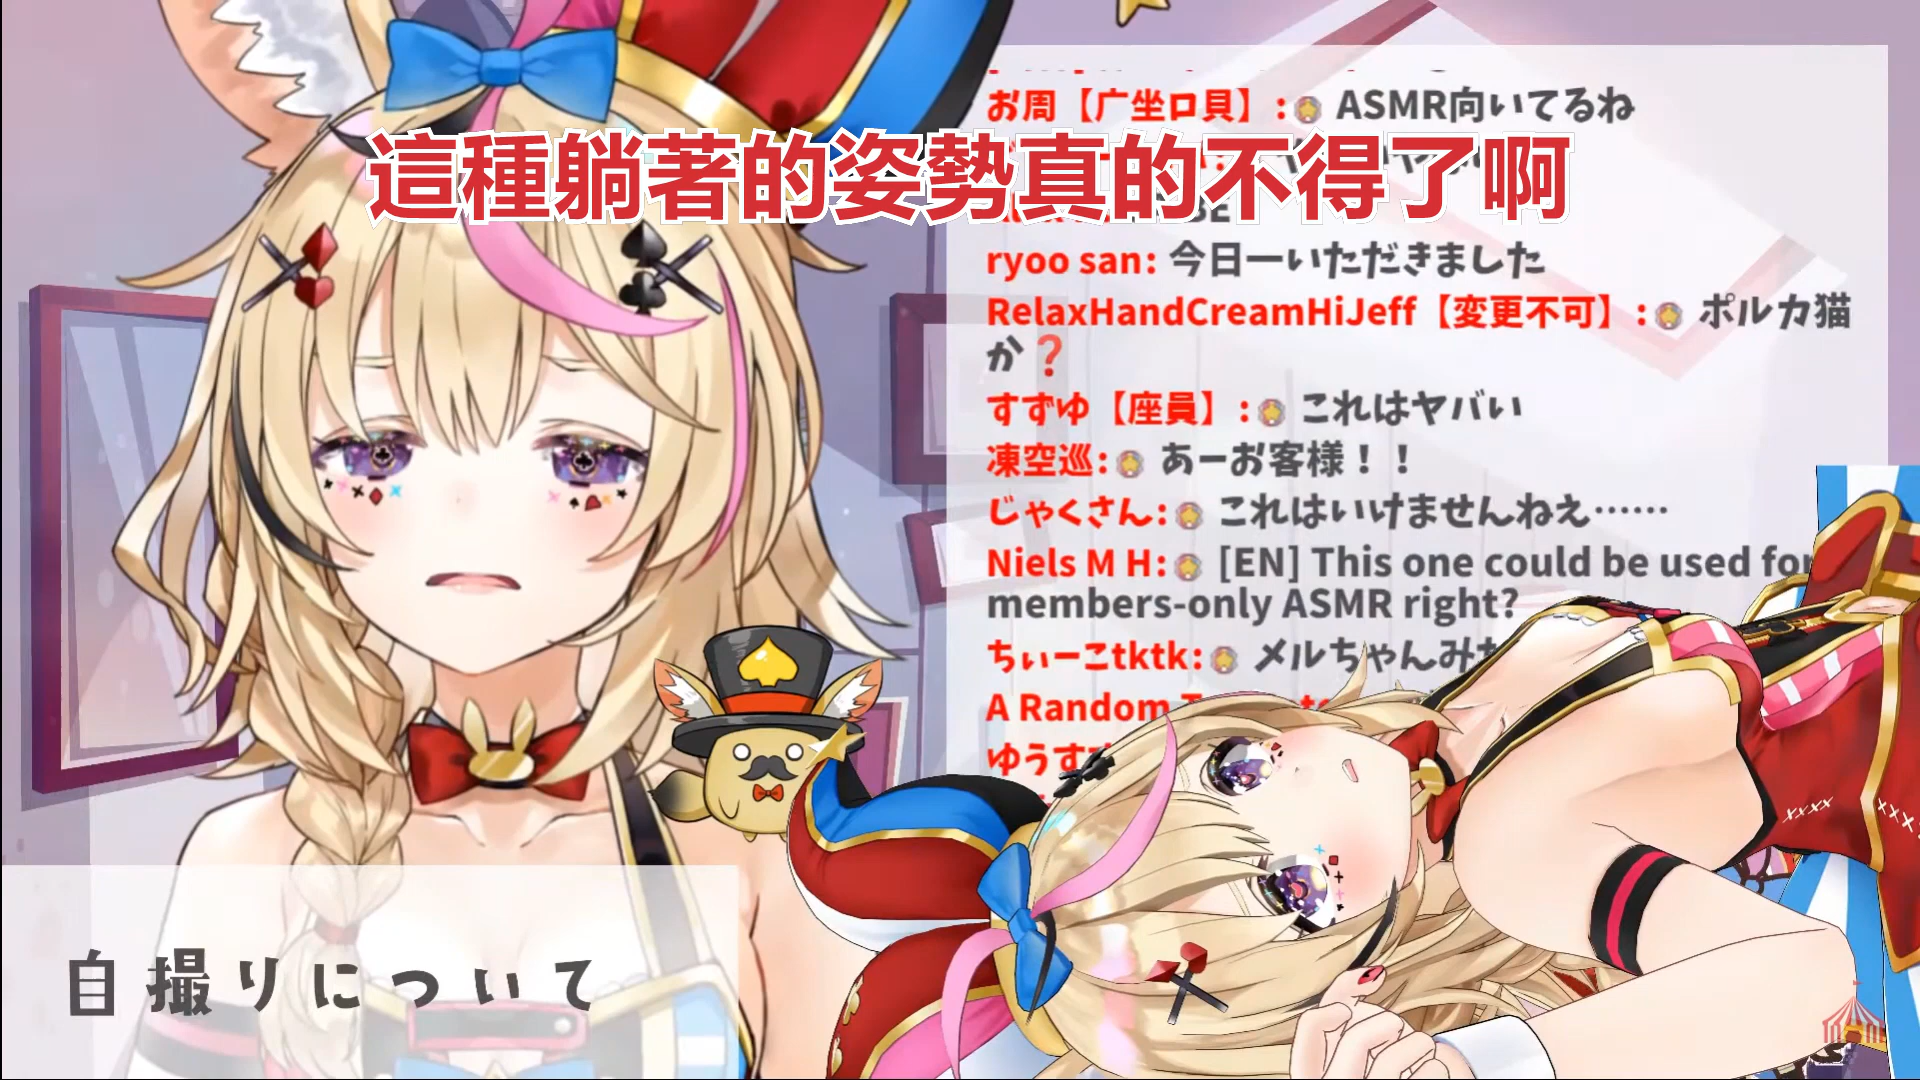 お周【广坐ロ貝】: ASMR向いてるね
這種躺著的姿勢真的不得了啊
ryoo san: 今日一いただきました
RelaxHandCreamHiJeff【変更不可】: ポルカ猫
か❓
すずゆ【座員】: これはヤバい
凍空巡: あーお客様！！
じゃくさん: これはいけませんねえ……
Niels M H: [EN] This one could be used for
members-only ASMR right?
ちぃーこtktk: メルちゃんみた
A Random
ゆうす
自撮りについて